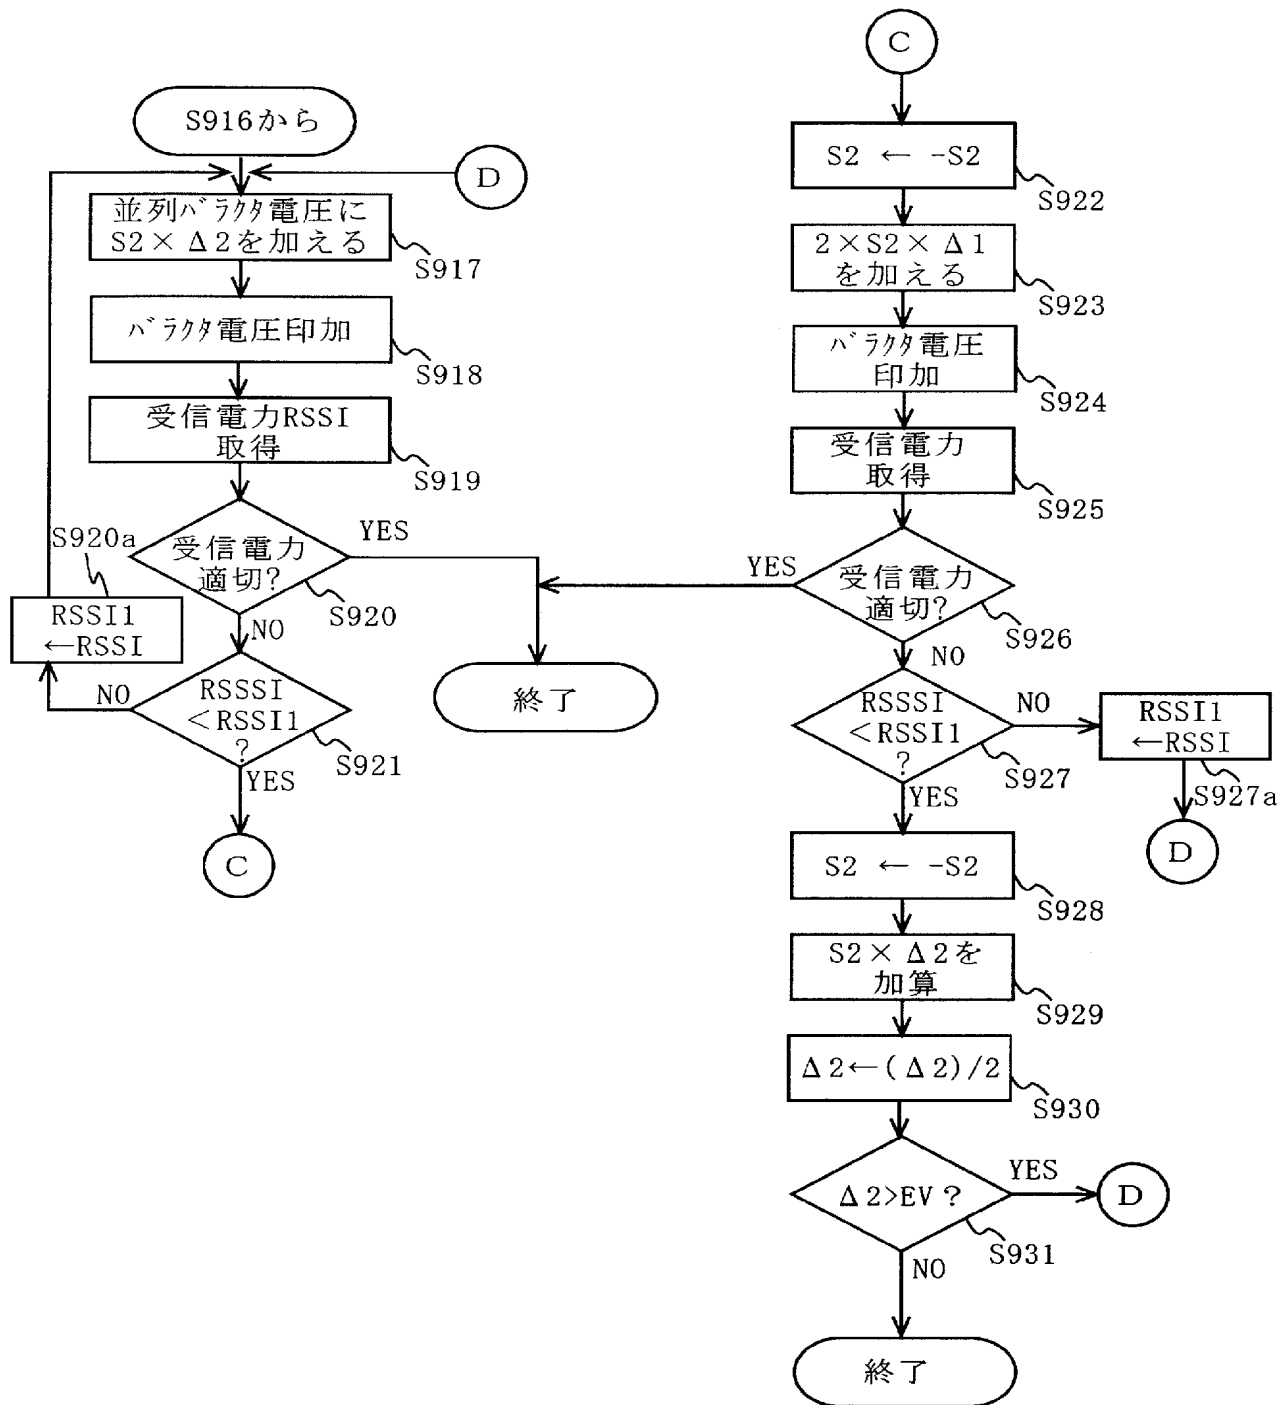 S916から
D
並列バラクタ電圧に
S2×Δ2を加える
S917
バラクタ電圧印加
S918
受信電力RSSI
取得
S919
受信電力
適切?
YES
S920
NO
S920a
RSSI1
←RSSI
RSSSI
<RSSI1
?
NO
S921
YES
C
終了
C
S2 ← -S2
S922
2×S2×Δ1
を加える
S923
バラクタ電圧
印加
S924
受信電力
取得
S925
受信電力
適切?
YES
S926
NO
RSSSI
<RSSI1
?
NO
S927
YES
RSSI1
←RSSI
S927a
D
S2 ← -S2
S928
S2×Δ2を
加算
S929
Δ2←(Δ2)/2
S930
Δ2>EV?
YES
D
S931
NO
終了